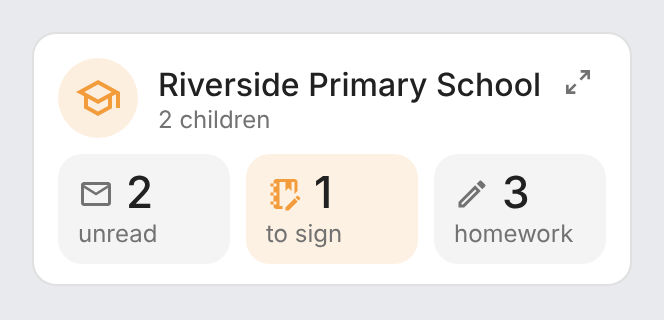 Riverside Primary School
2 children
2
unread
1
to sign
3
homework